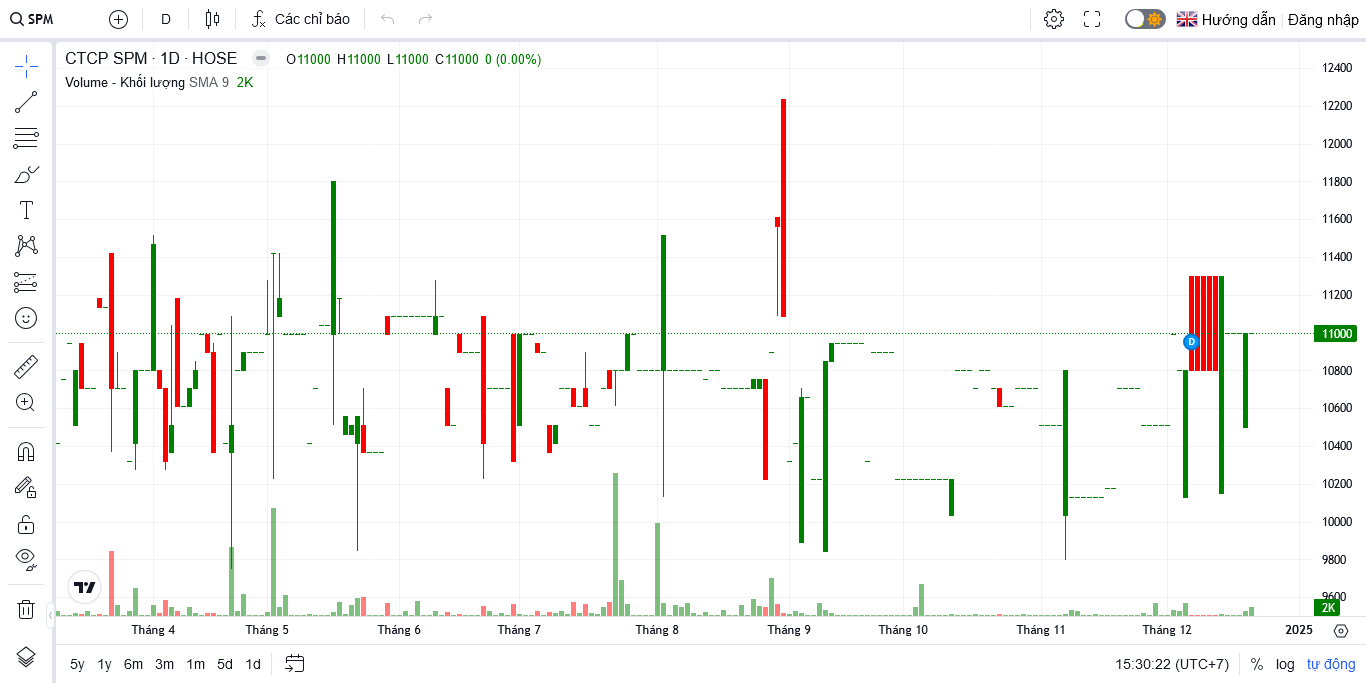 SPM D Các chỉ báo Hướng dẫn Đăng nhập
CTCP SPM · 1D · HOSE O11000 H11000 L11000 C11000 0 (0.00%)
Volume - Khối lượng SMA 9 2K
12400
12200
12000
11800
11600
11400
11200
11000
D
10800
10600
10400
10200
10000
9800
9600
2K
Tháng 4 Tháng 5 Tháng 6 Tháng 7 Tháng 8 Tháng 9 Tháng 10 Tháng 11 Tháng 12 2025
5y 1y 6m 3m 1m 5d 1d 15:30:22 (UTC+7) % log tự động